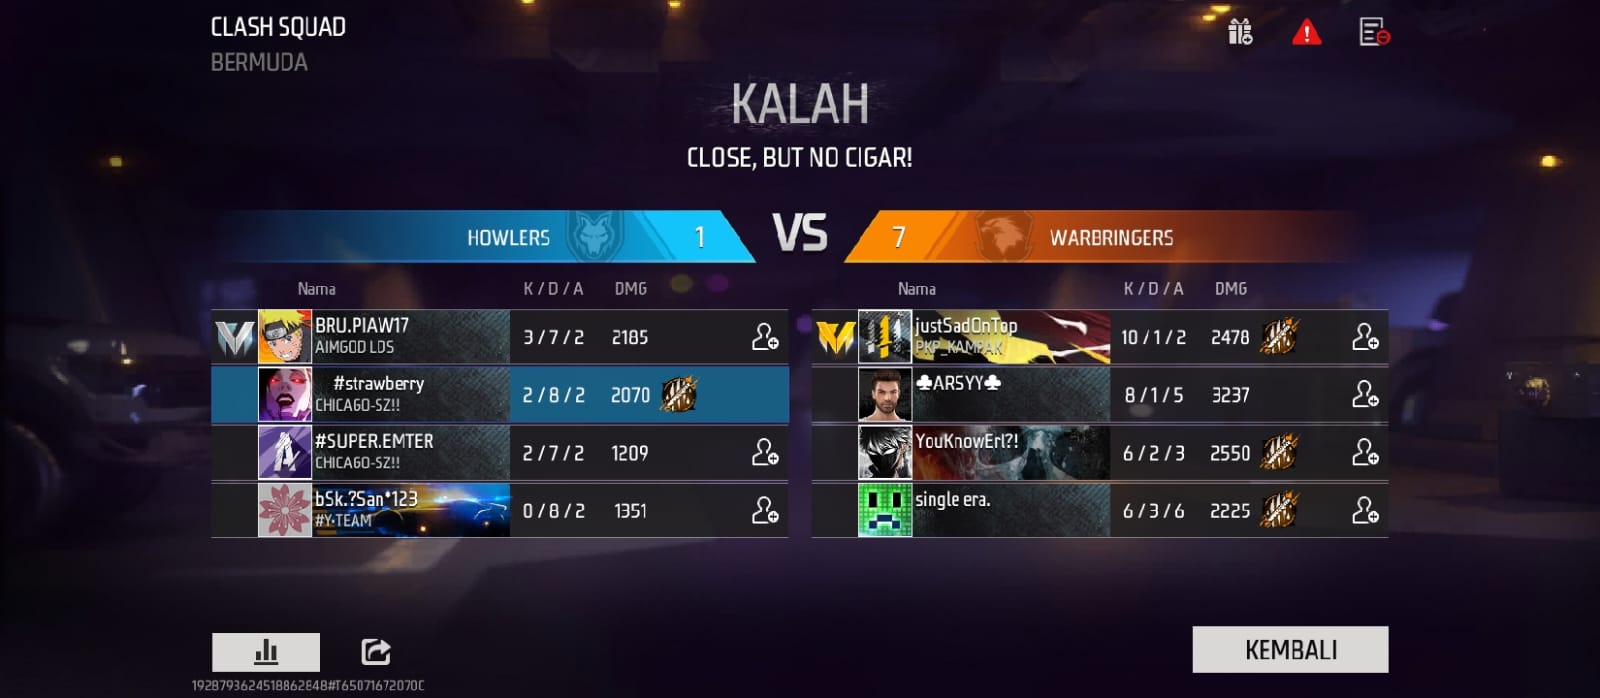 CLASH SQUAD
BERMUDA
KALAH
CLOSE, BUT NO CIGAR!
HOWLERS 1 VS 7 WARBRINGERS
Nama K / D / A DMG
BRU.PIAW17 3 / 7 / 2 2185
AIMGOD LDS
#strawberry 2 / 8 / 2 2070
CHICA6O-SZ!!
#SUPER.EMTER 2 / 7 / 2 1209
CHICA6O-SZ!!
bSk.?San*123 0 / 8 / 2 1351
#Y•TEAM
Nama K / D / A DMG
justSadOnTop 10 / 1 / 2 2478
PKP_KAMPAK
♣ARSYY♣ 8 / 1 / 5 3237
YouKnowErl?! 6 / 2 / 3 2550
single era. 6 / 3 / 6 2225
KEMBALI
1928793624518862848#T65071672070C